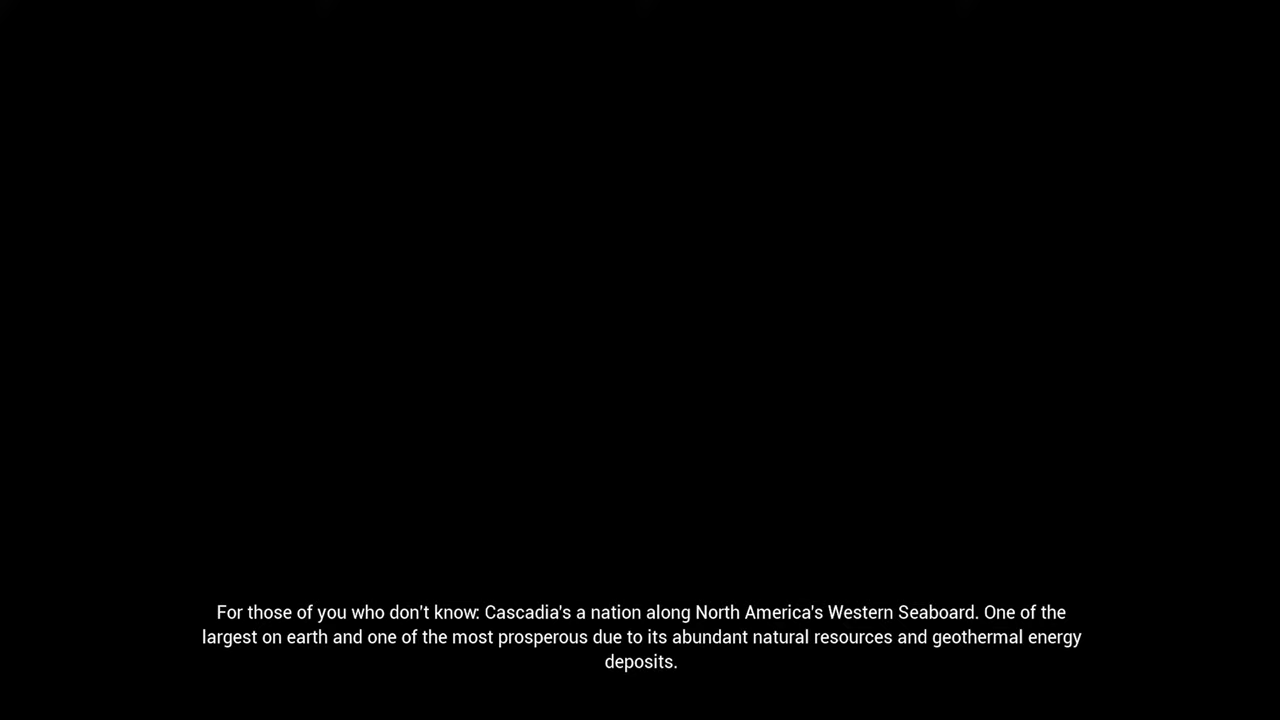 For those of you who don't know: Cascadia's a nation along North America's Western Seaboard. One of the
largest on earth and one of the most prosperous due to its abundant natural resources and geothermal energy
deposits.